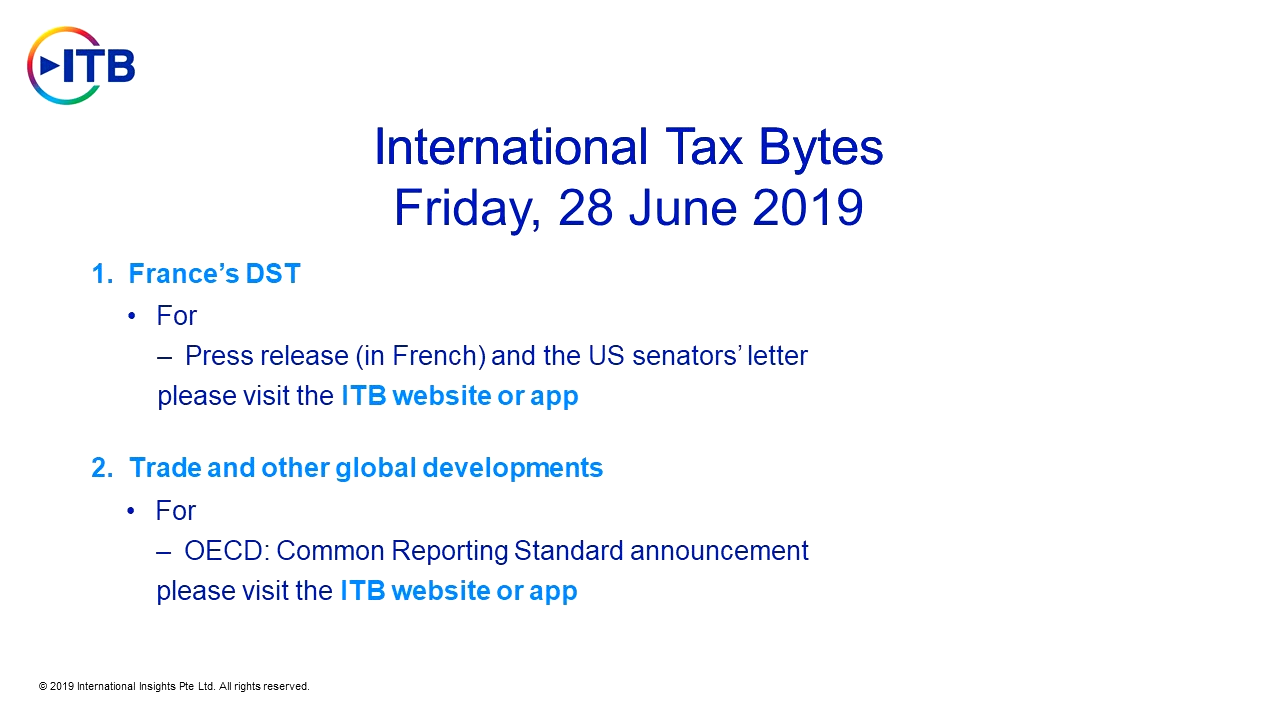 ITB
International Tax Bytes
Friday, 28 June 2019
1. France’s DST
• For
– Press release (in French) and the US senators’ letter
please visit the ITB website or app
2. Trade and other global developments
• For
– OECD: Common Reporting Standard announcement
please visit the ITB website or app
© 2019 International Insights Pte Ltd. All rights reserved.